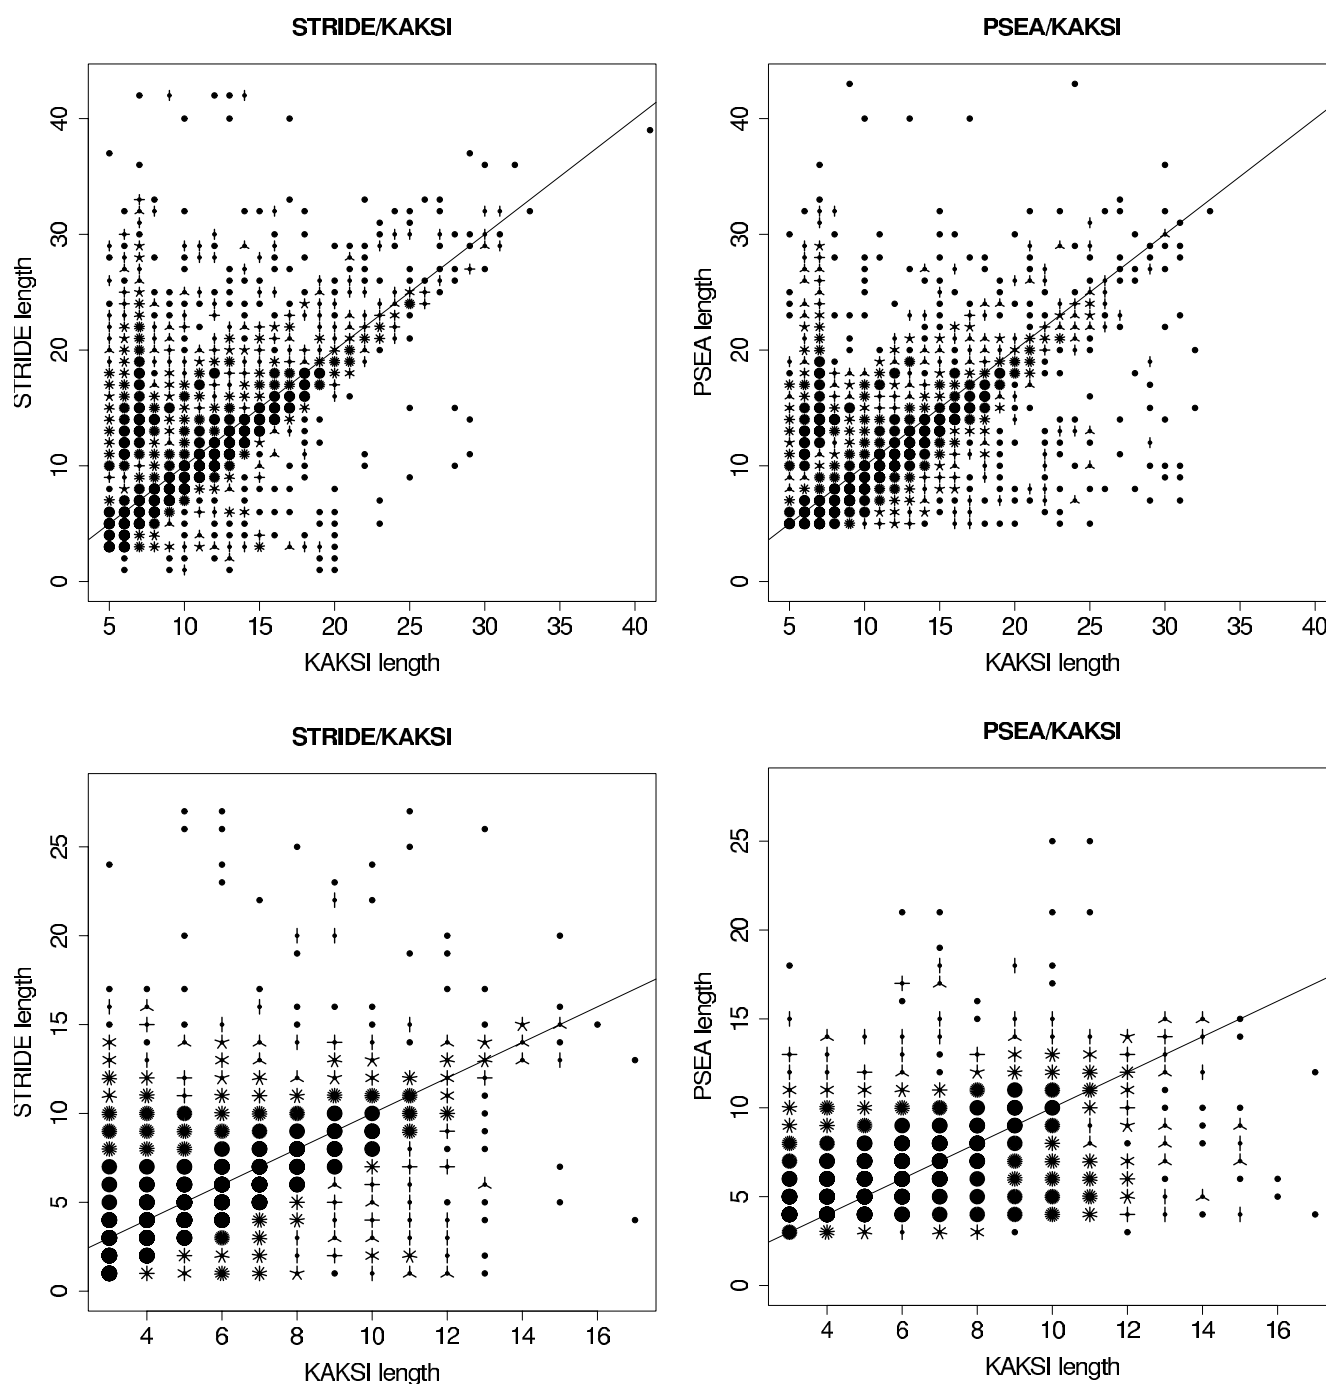 STRIDE/KAKSI
STRIDE length
0 10 20 30 40
5 10 15 20 25 30 35 40
KAKSI length
PSEA/KAKSI
PSEA length
0 10 20 30 40
5 10 15 20 25 30 35 40
KAKSI length
STRIDE/KAKSI
STRIDE length
0 5 10 15 20 25
4 6 8 10 12 14 16
KAKSI length
PSEA/KAKSI
PSEA length
0 5 10 15 20 25
4 6 8 10 12 14 16
KAKSI length